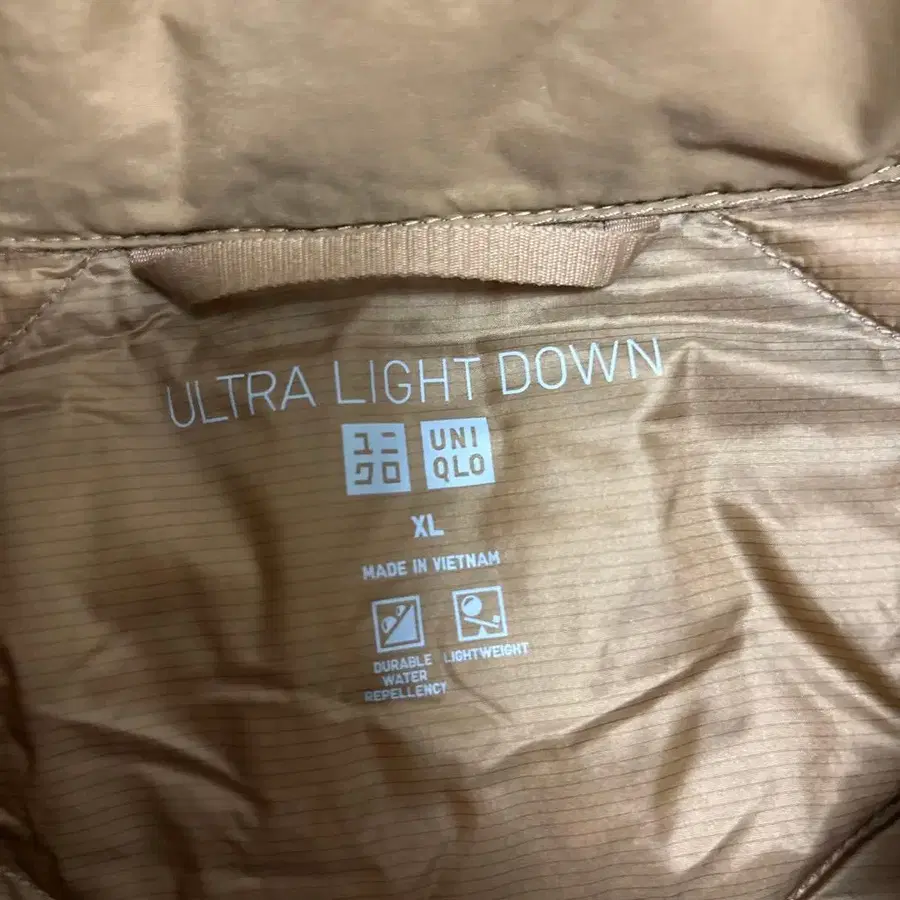 ULTRA LIGHT DOWN
ユニ
クロ
UNI
QLO
XL
MADE IN VIETNAM
DURABLE
WATER
REPELLENCY
LIGHTWEIGHT